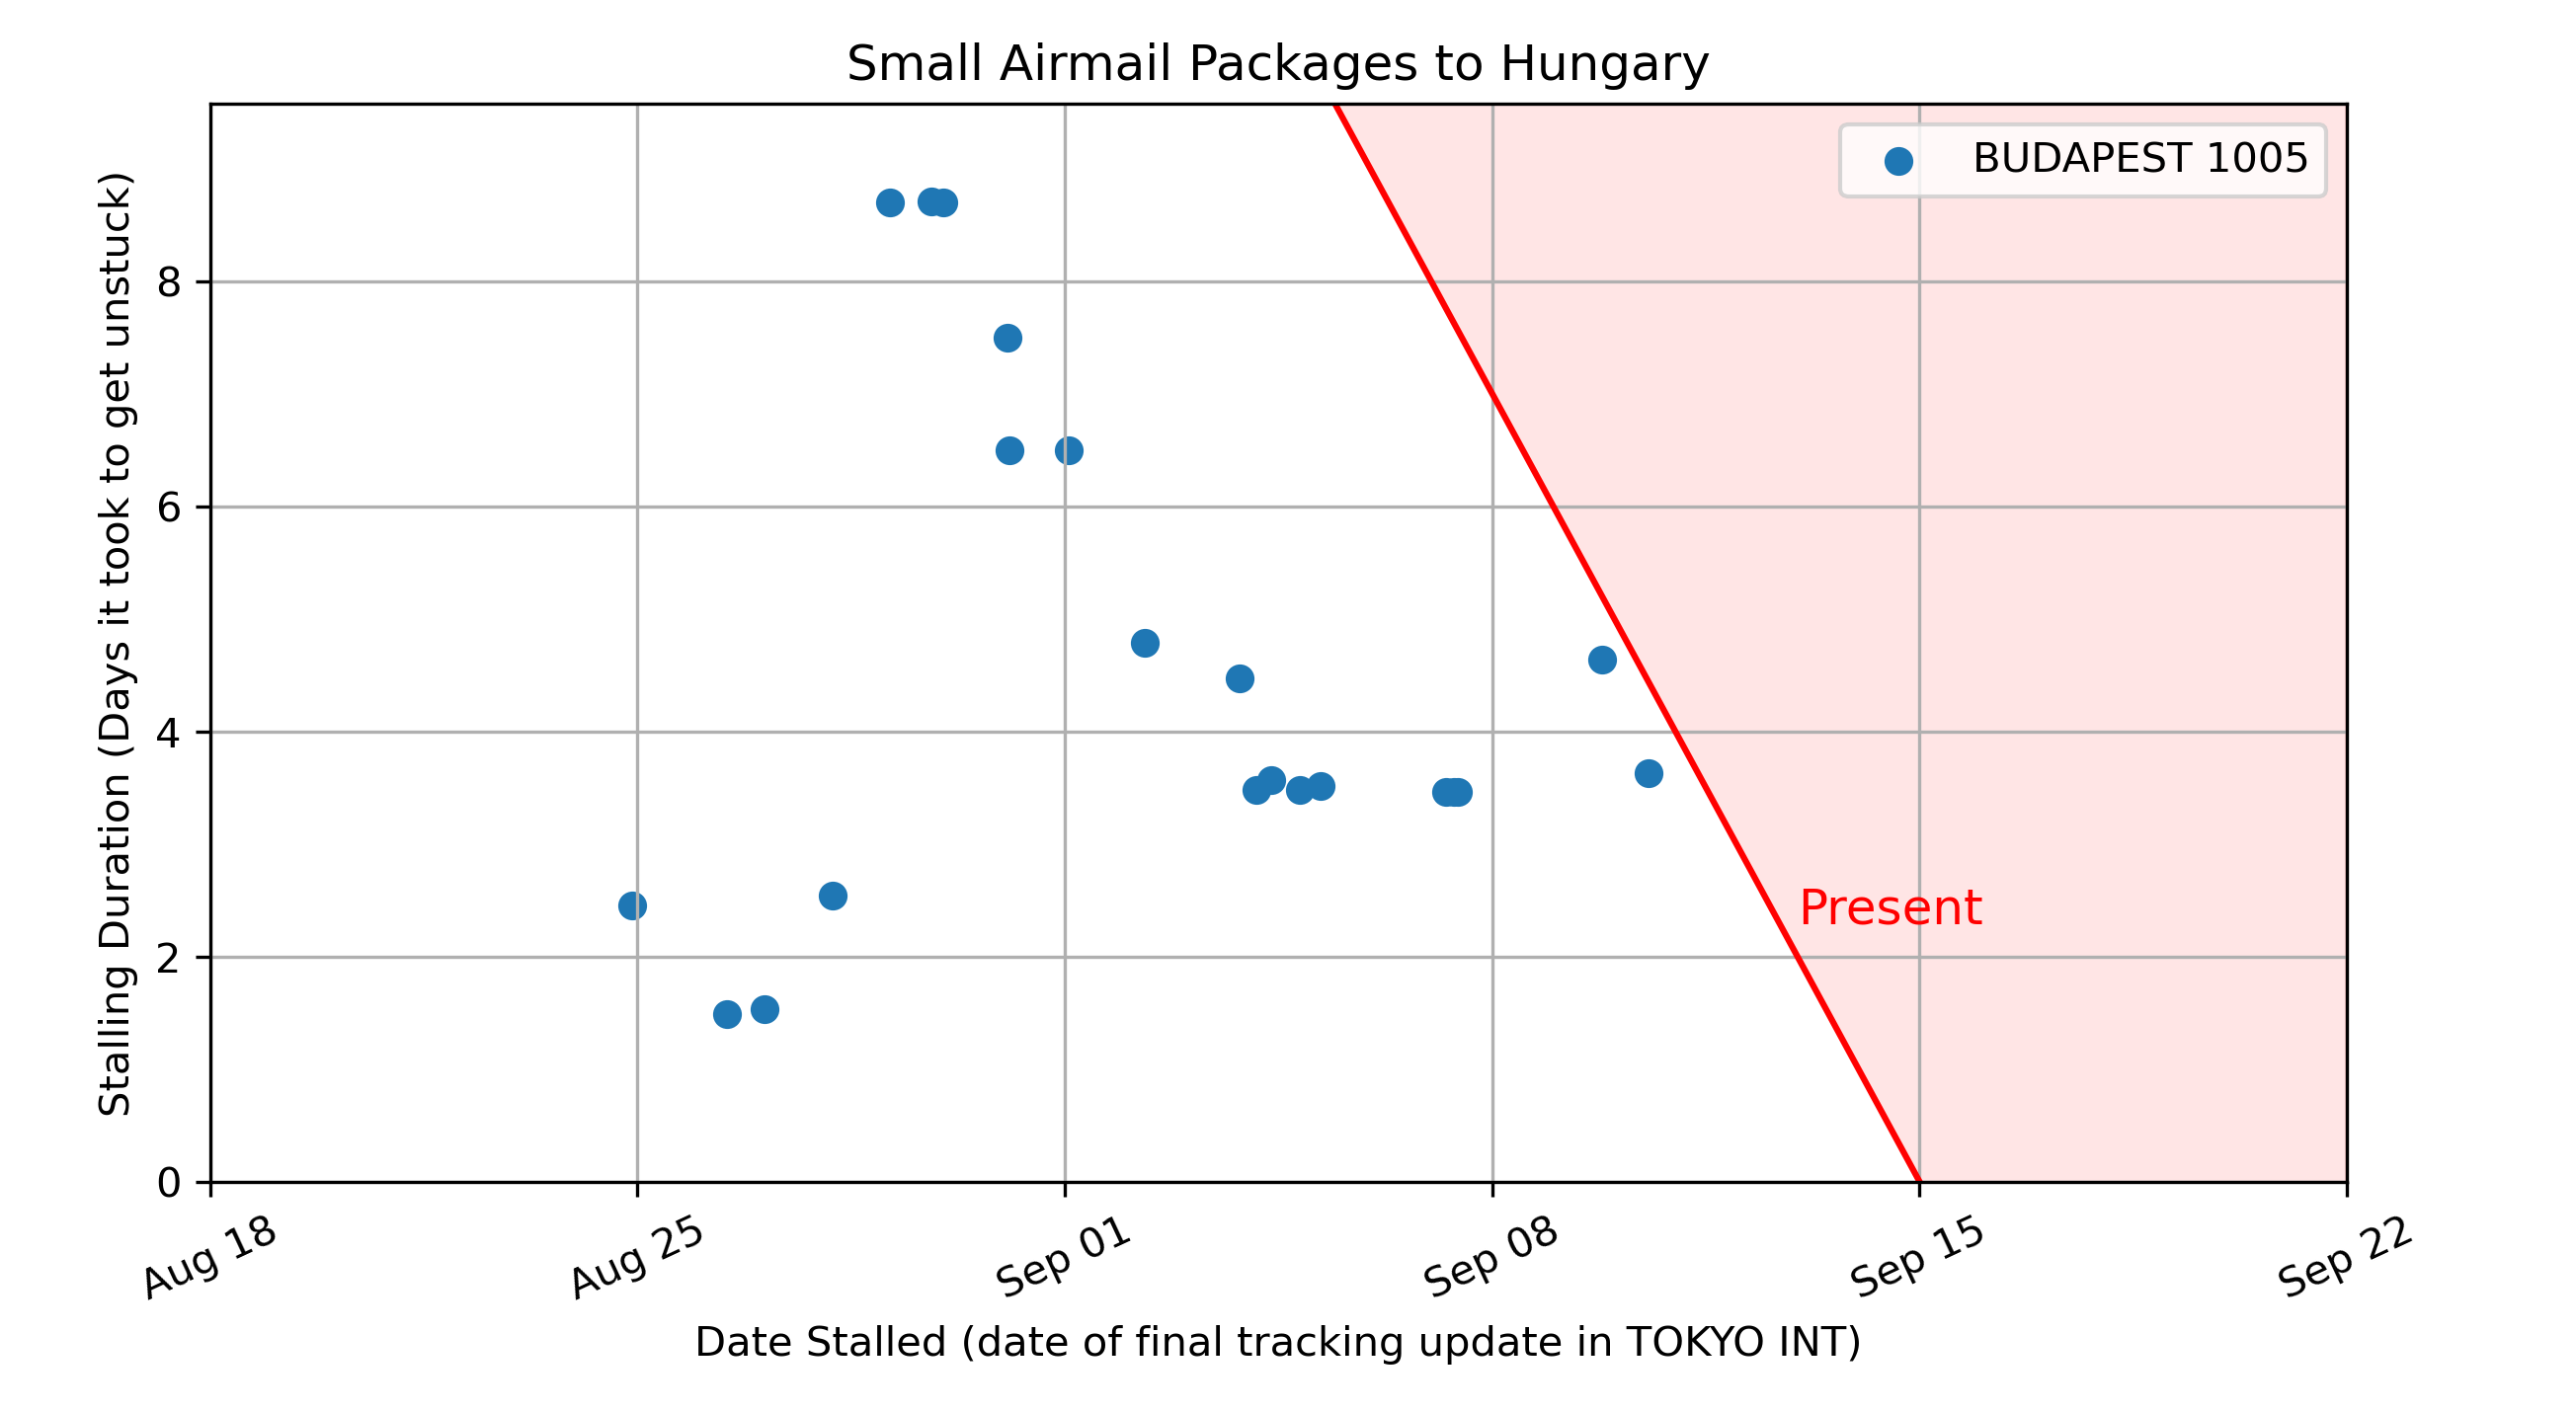 Small Airmail Packages to Hungary
BUDAPEST 1005
Stalling Duration (Days it took to get unstuck)
8
6
4
2
0
Present
Aug 18
Aug 25
Sep 01
Sep 08
Sep 15
Sep 22
Date Stalled (date of final tracking update in TOKYO INT)